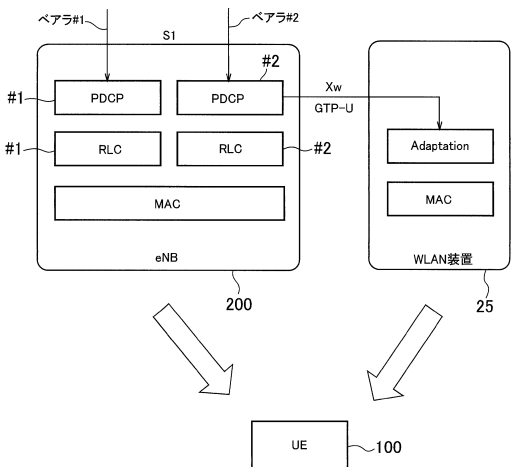 ベアラ#1
S1
ベアラ#2
#2
#1
PDCP
PDCP
Xw
GTP-U
#1
RLC
RLC
#2
Adaptation
MAC
MAC
eNB
WLAN装置
200
25
UE
100